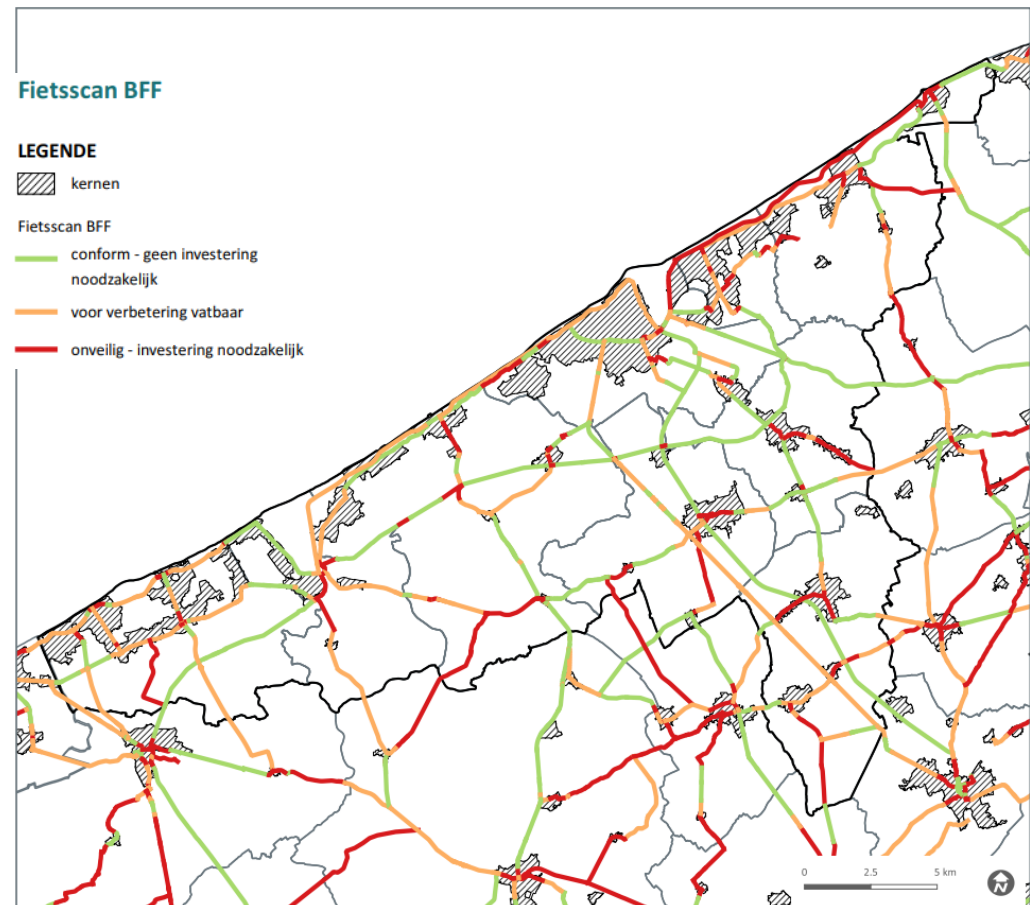 Fietsscan BFF
LEGENDE
kernen
Fietsscan BFF
conform - geen investering
noodzakelijk
voor verbetering vatbaar
onveilig - investering noodzakelijk
0 2.5 5 km
N